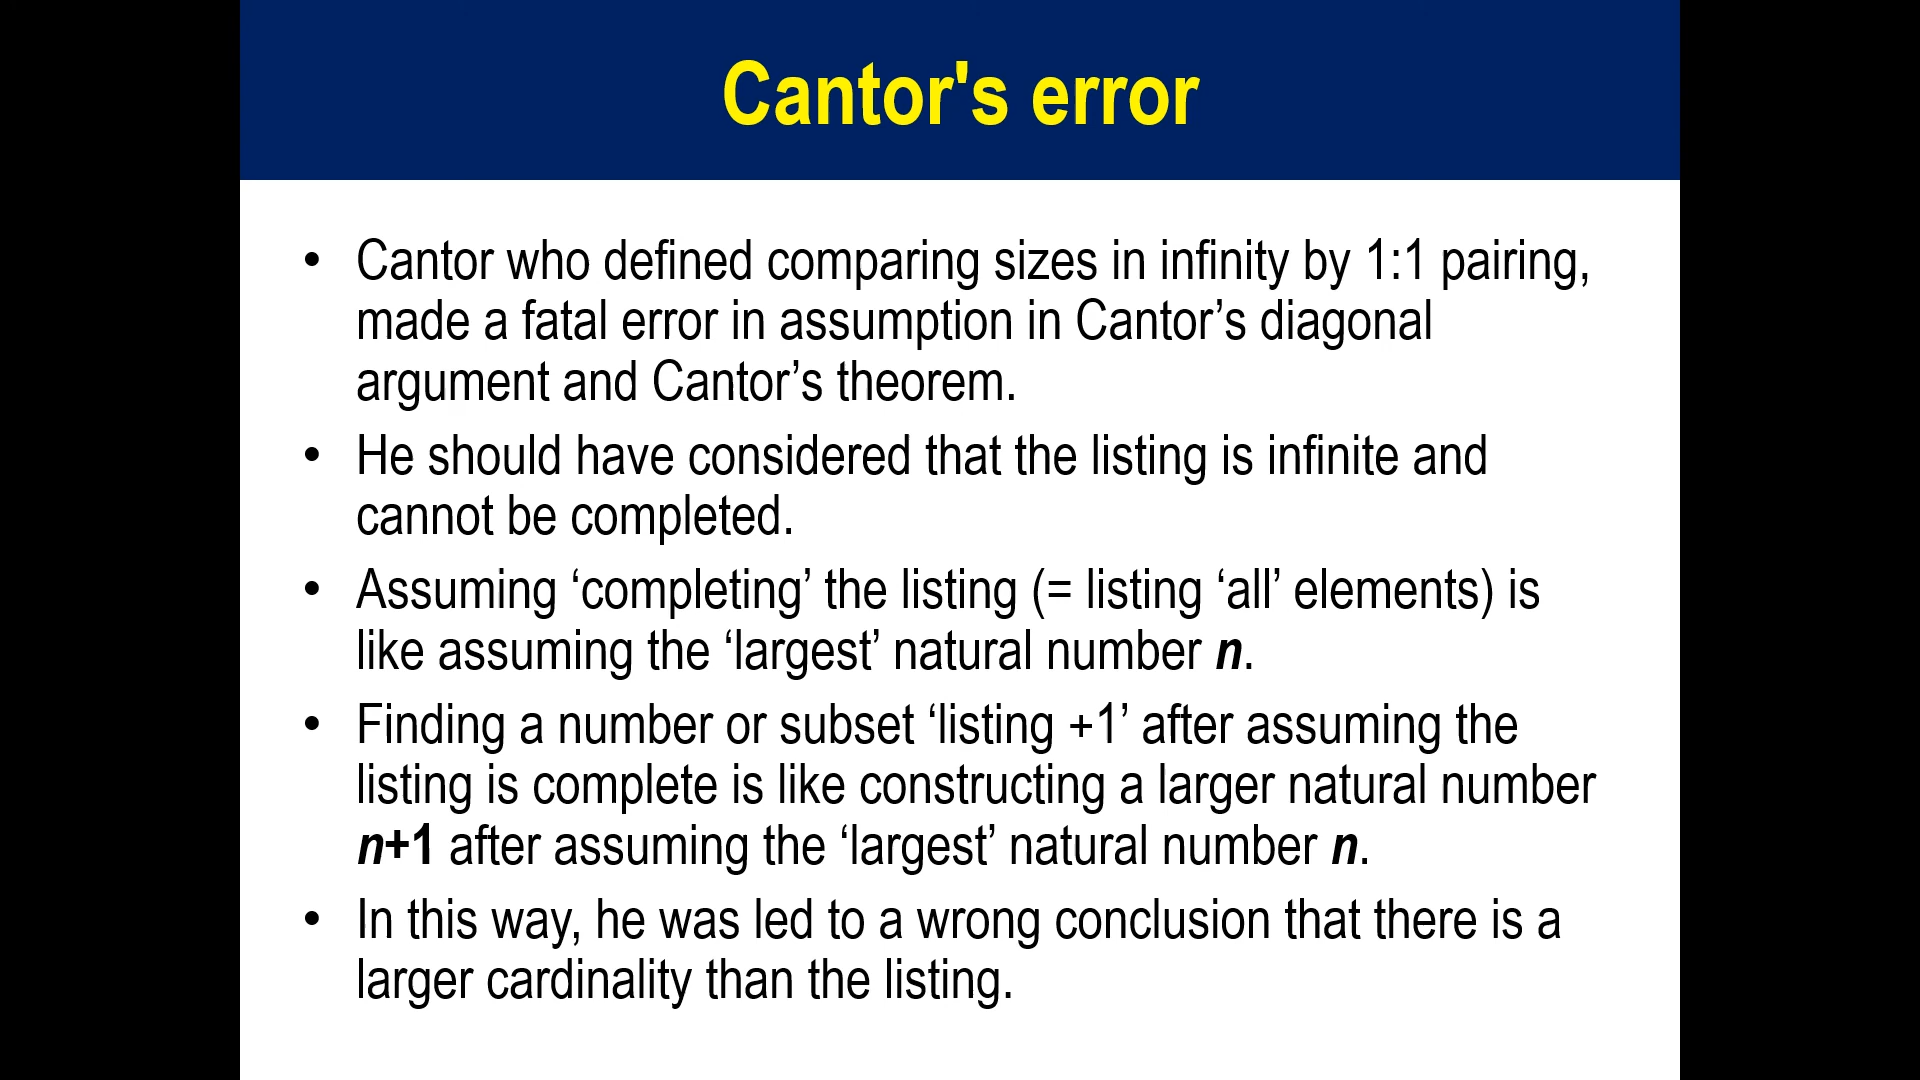 Cantor's error
• Cantor who defined comparing sizes in infinity by 1:1 pairing,
made a fatal error in assumption in Cantor’s diagonal
argument and Cantor’s theorem.
• He should have considered that the listing is infinite and
cannot be completed.
• Assuming ‘completing’ the listing (= listing ‘all’ elements) is
like assuming the ‘largest’ natural number n.
• Finding a number or subset ‘listing +1’ after assuming the
listing is complete is like constructing a larger natural number
n+1 after assuming the ‘largest’ natural number n.
• In this way, he was led to a wrong conclusion that there is a
larger cardinality than the listing.